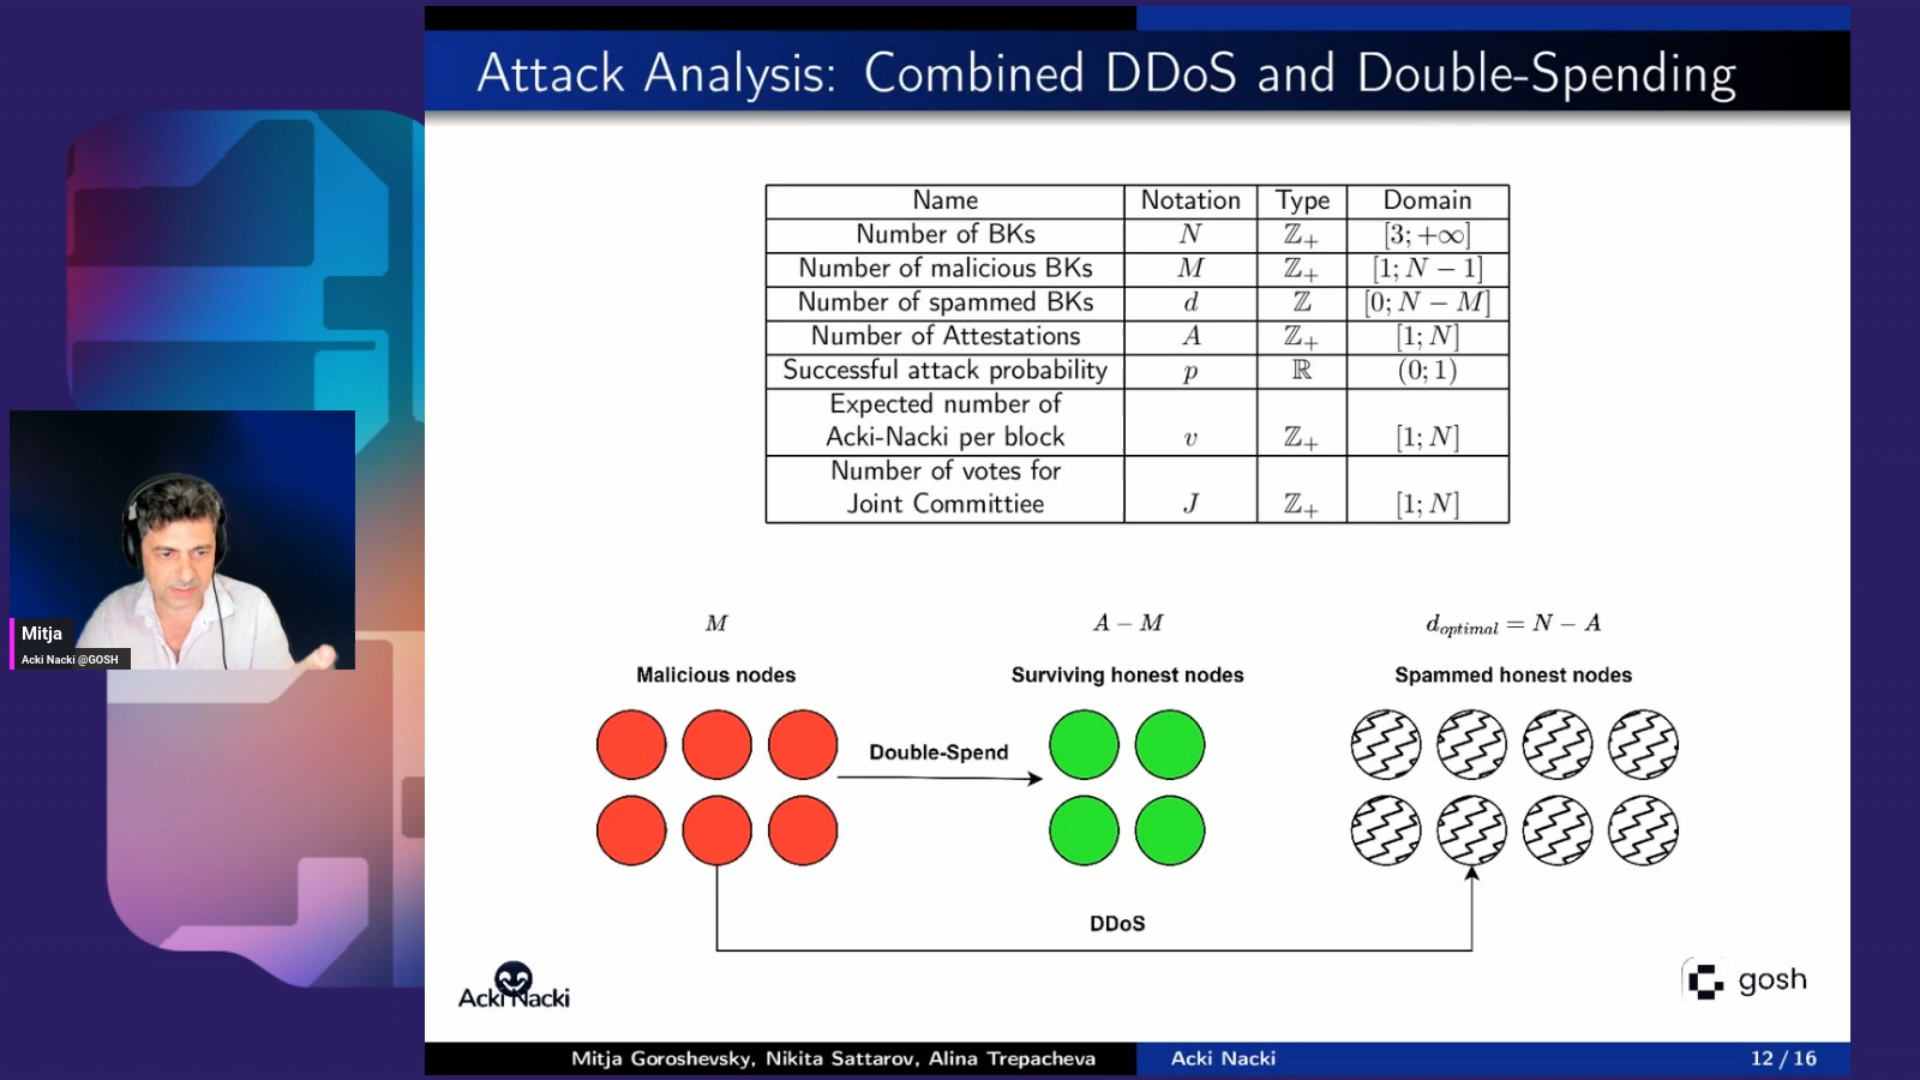 Attack Analysis: Combined DDoS and Double-Spending
Name Notation Type Domain
Number of BKs N ℤ+ [3; +∞]
Number of malicious BKs M ℤ+ [1; N − 1]
Number of spammed BKs d ℤ [0; N − M]
Number of Attestations A ℤ+ [1; N]
Successful attack probability p ℝ (0; 1)
Expected number of
Acki-Nacki per block v ℤ+ [1; N]
Number of votes for
Joint Committiee J ℤ+ [1; N]
M A − M d_optimal = N − A
Malicious nodes Surviving honest nodes Spammed honest nodes
Double-Spend
DDoS
Mitja
Acki Nacki @GOSH
Acki Nacki
gosh
Mitja Goroshevsky, Nikita Sattarov, Alina Trepacheva Acki Nacki 12 / 16